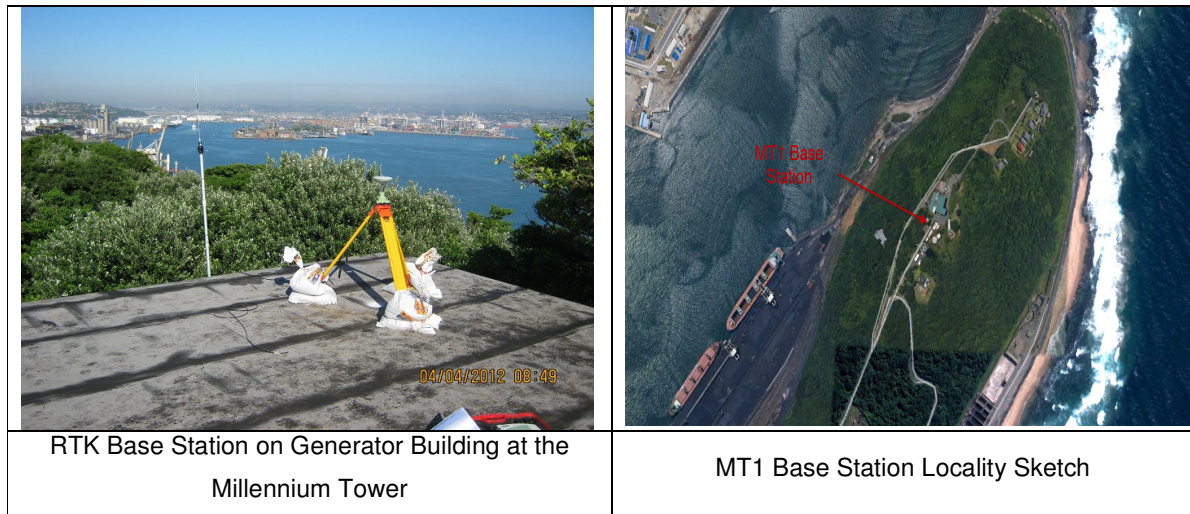 04/04/2012 08:49
MT1 Base
Station
RTK Base Station on Generator Building at the
Millennium Tower
MT1 Base Station Locality Sketch